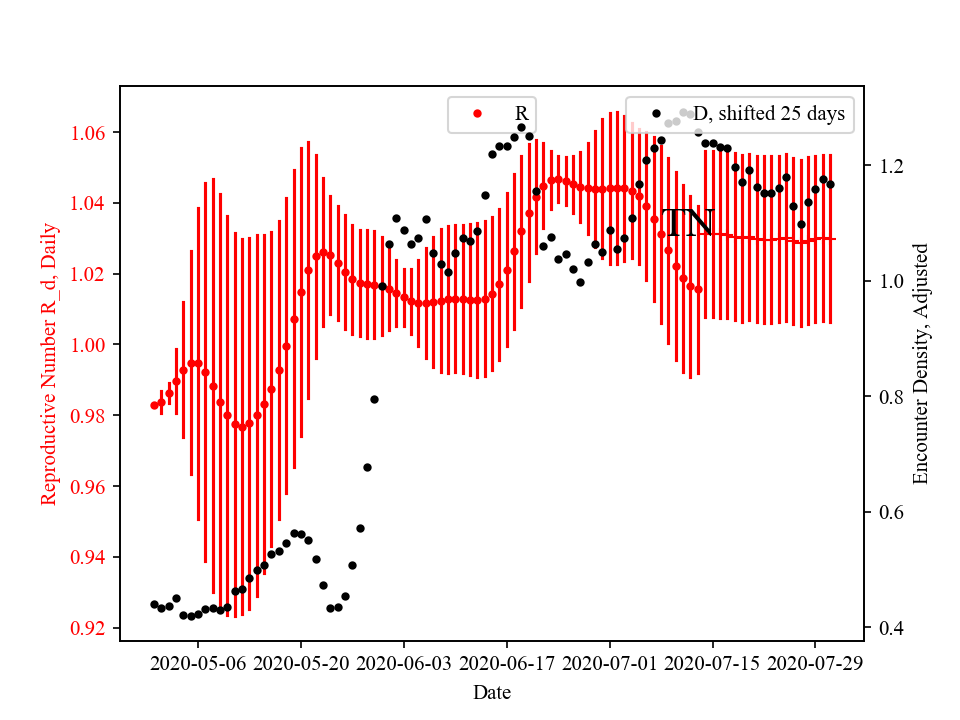 R
D, shifted 25 days
TN
Reproductive Number R_d, Daily
1.06
1.04
1.02
1.00
0.98
0.96
0.94
0.92
1.2
1.0
0.8
0.6
0.4
Encounter Density, Adjusted
2020-05-06 2020-05-20 2020-06-03 2020-06-17 2020-07-01 2020-07-15 2020-07-29
Date